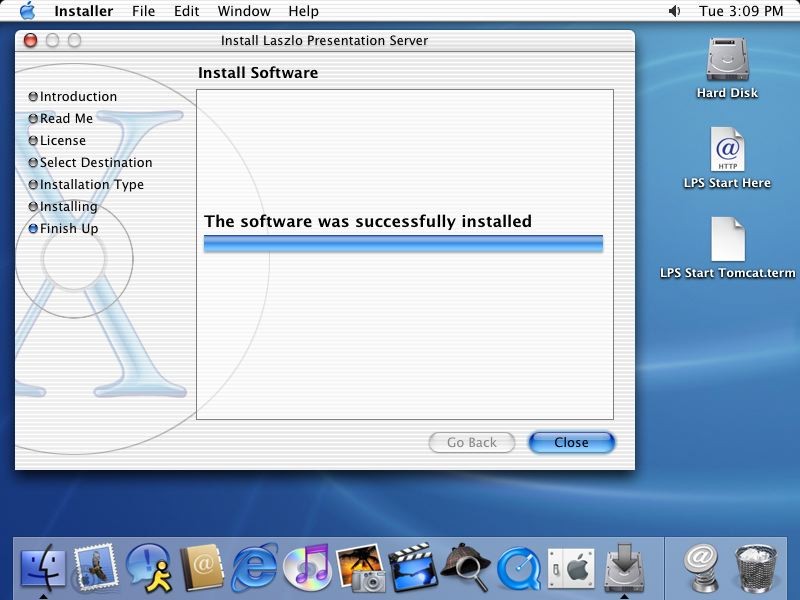 Installer File Edit Window Help Tue 3:09 PM
Install Laszlo Presentation Server
Install Software
Introduction
Read Me
License
Select Destination
Installation Type
Installing
Finish Up
The software was successfully installed
Go Back Close
Hard Disk
@
HTTP
LPS Start Here
LPS Start Tomcat.term